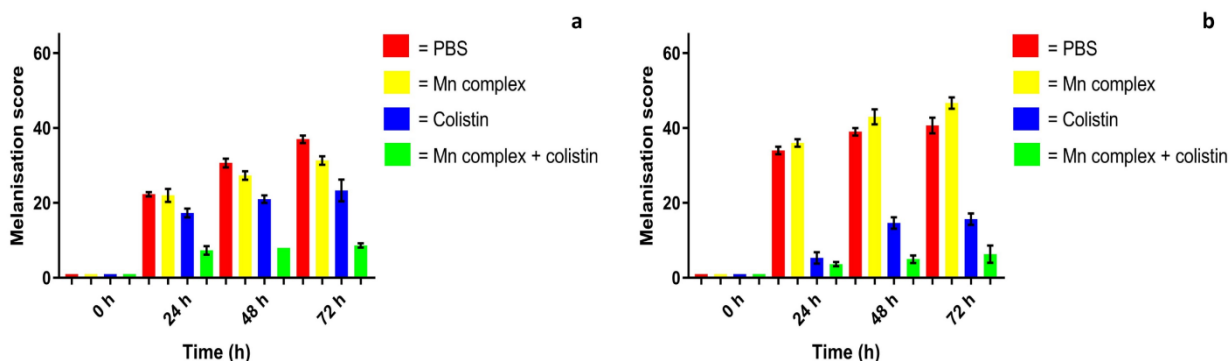 a
Melanisation score
60
40
20
0
0 h
24 h
48 h
72 h
Time (h)
= PBS
= Mn complex
= Colistin
= Mn complex + colistin
b
Melanisation score
60
40
20
0
0 h
24 h
48 h
72 h
Time (h)
= PBS
= Mn complex
= Colistin
= Mn complex + colistin